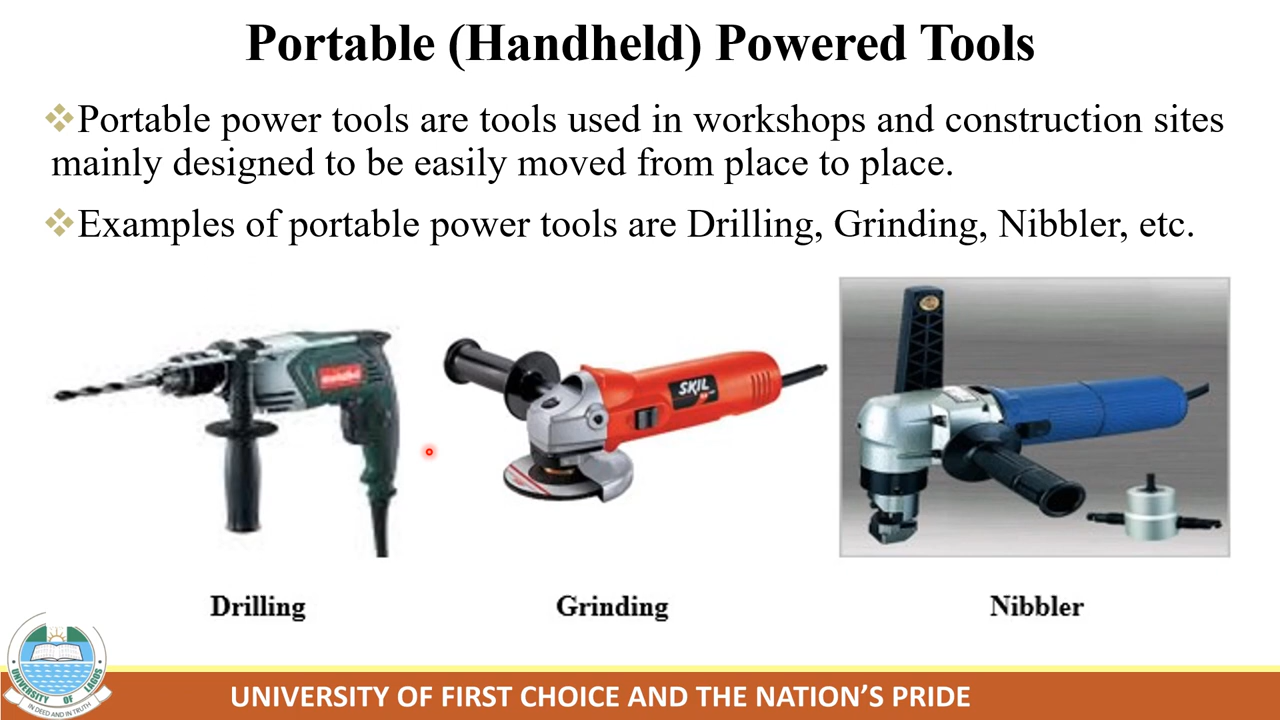 Portable (Handheld) Powered Tools
❖Portable power tools are tools used in workshops and construction sites
mainly designed to be easily moved from place to place.
❖Examples of portable power tools are Drilling, Grinding, Nibbler, etc.
metabo
SKIL
Drilling
Grinding
Nibbler
UNIVERSITY OF LAGOS
IN DEED AND IN TRUTH
UNIVERSITY OF FIRST CHOICE AND THE NATION’S PRIDE